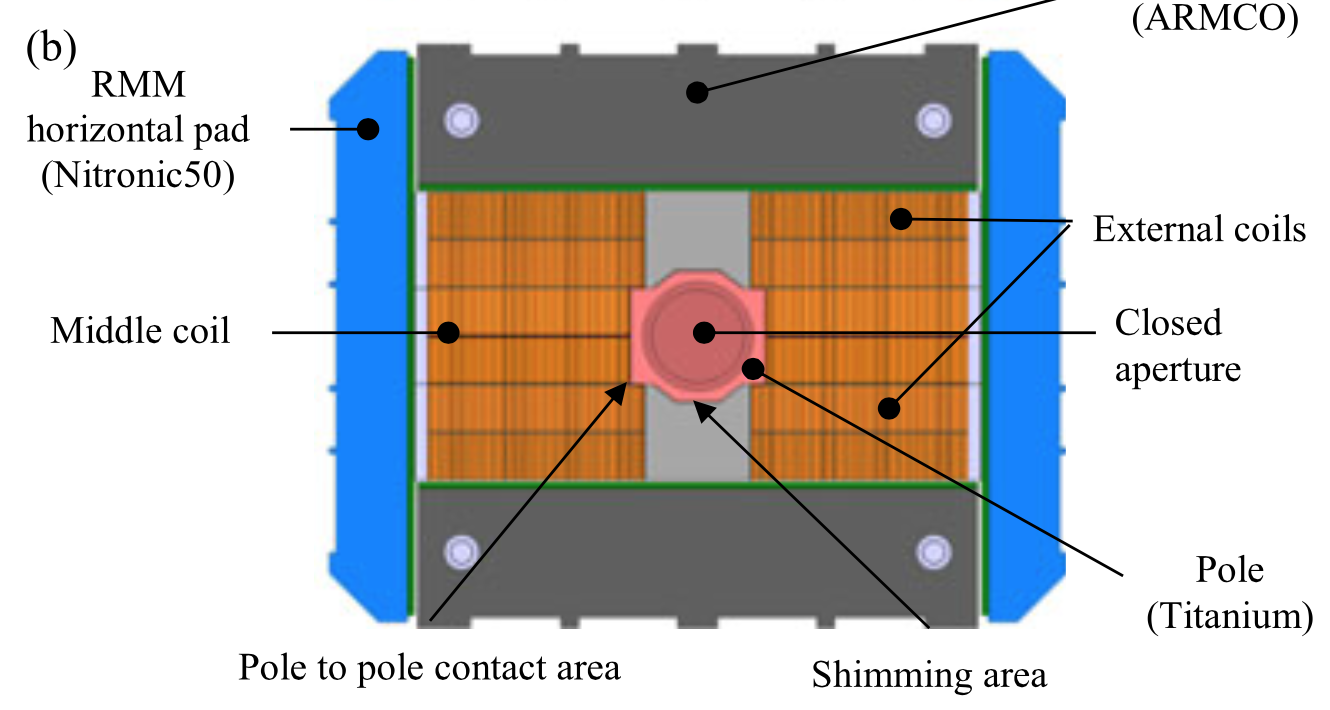 (ARMCO)
(b)
RMM
horizontal pad
(Nitronic50)
External coils
Middle coil
Closed
aperture
Pole
(Titanium)
Pole to pole contact area
Shimming area